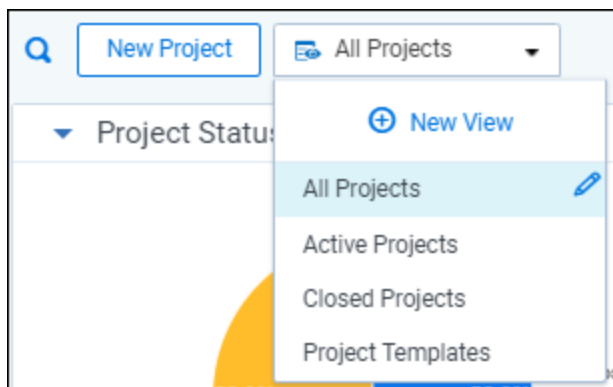 New Project
All Projects
New View
Project Status
All Projects
Active Projects
Closed Projects
Project Templates